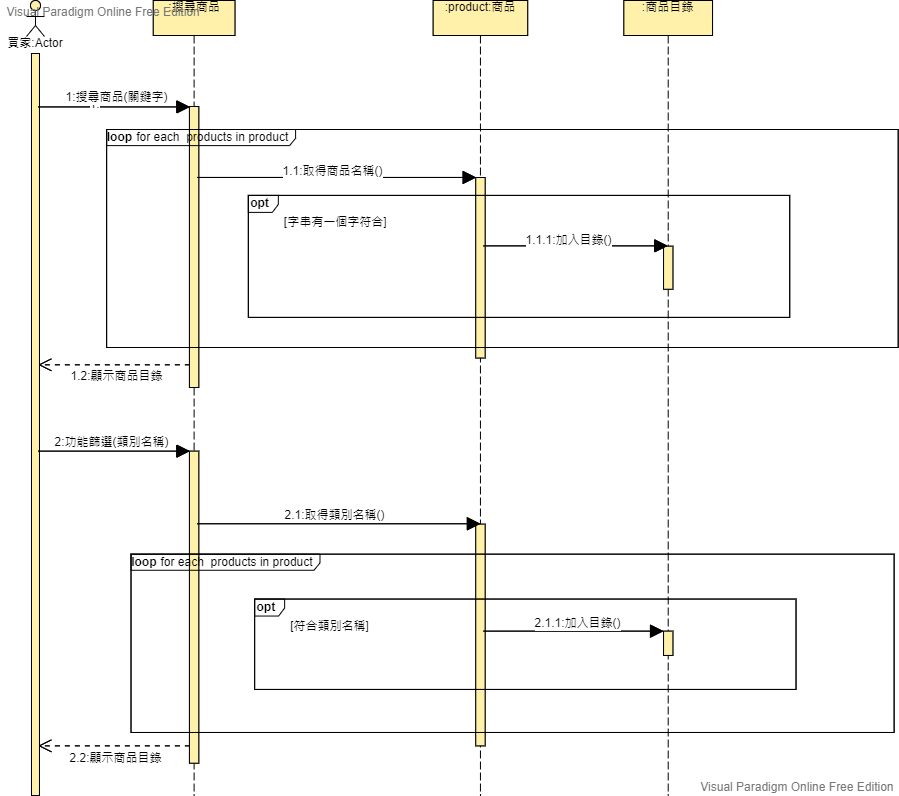 Visual Paradigm Online Free Edition
:搜尋商品
:product:商品
:商品目錄
買家:Actor
1:搜尋商品(關鍵字)
loop for each products in product
1.1:取得商品名稱()
opt
[字串有一個字符合]
1.1.1:加入目錄()
1.2:顯示商品目錄
2:功能篩選(類別名稱)
2.1:取得類別名稱()
loop for each products in product
opt
[符合類別名稱]
2.1.1:加入目錄()
2.2:顯示商品目錄
Visual Paradigm Online Free Edition